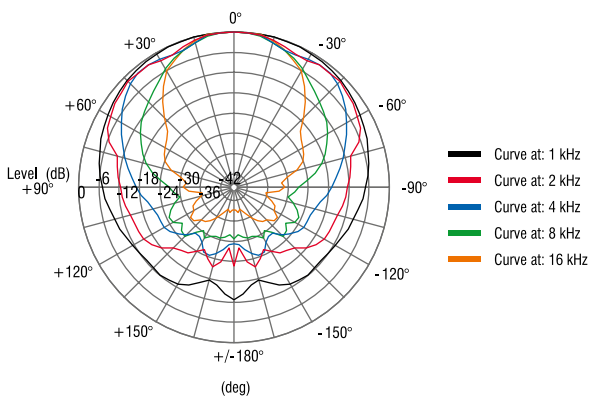 0°
+30°
-30°
+60°
-60°
Level (dB)
-6 -18 -30 -42
+90°
-90°
0 -12 -24 -36
+120°
-120°
+150°
-150°
+/-180°
(deg)
Curve at: 1 kHz
Curve at: 2 kHz
Curve at: 4 kHz
Curve at: 8 kHz
Curve at: 16 kHz